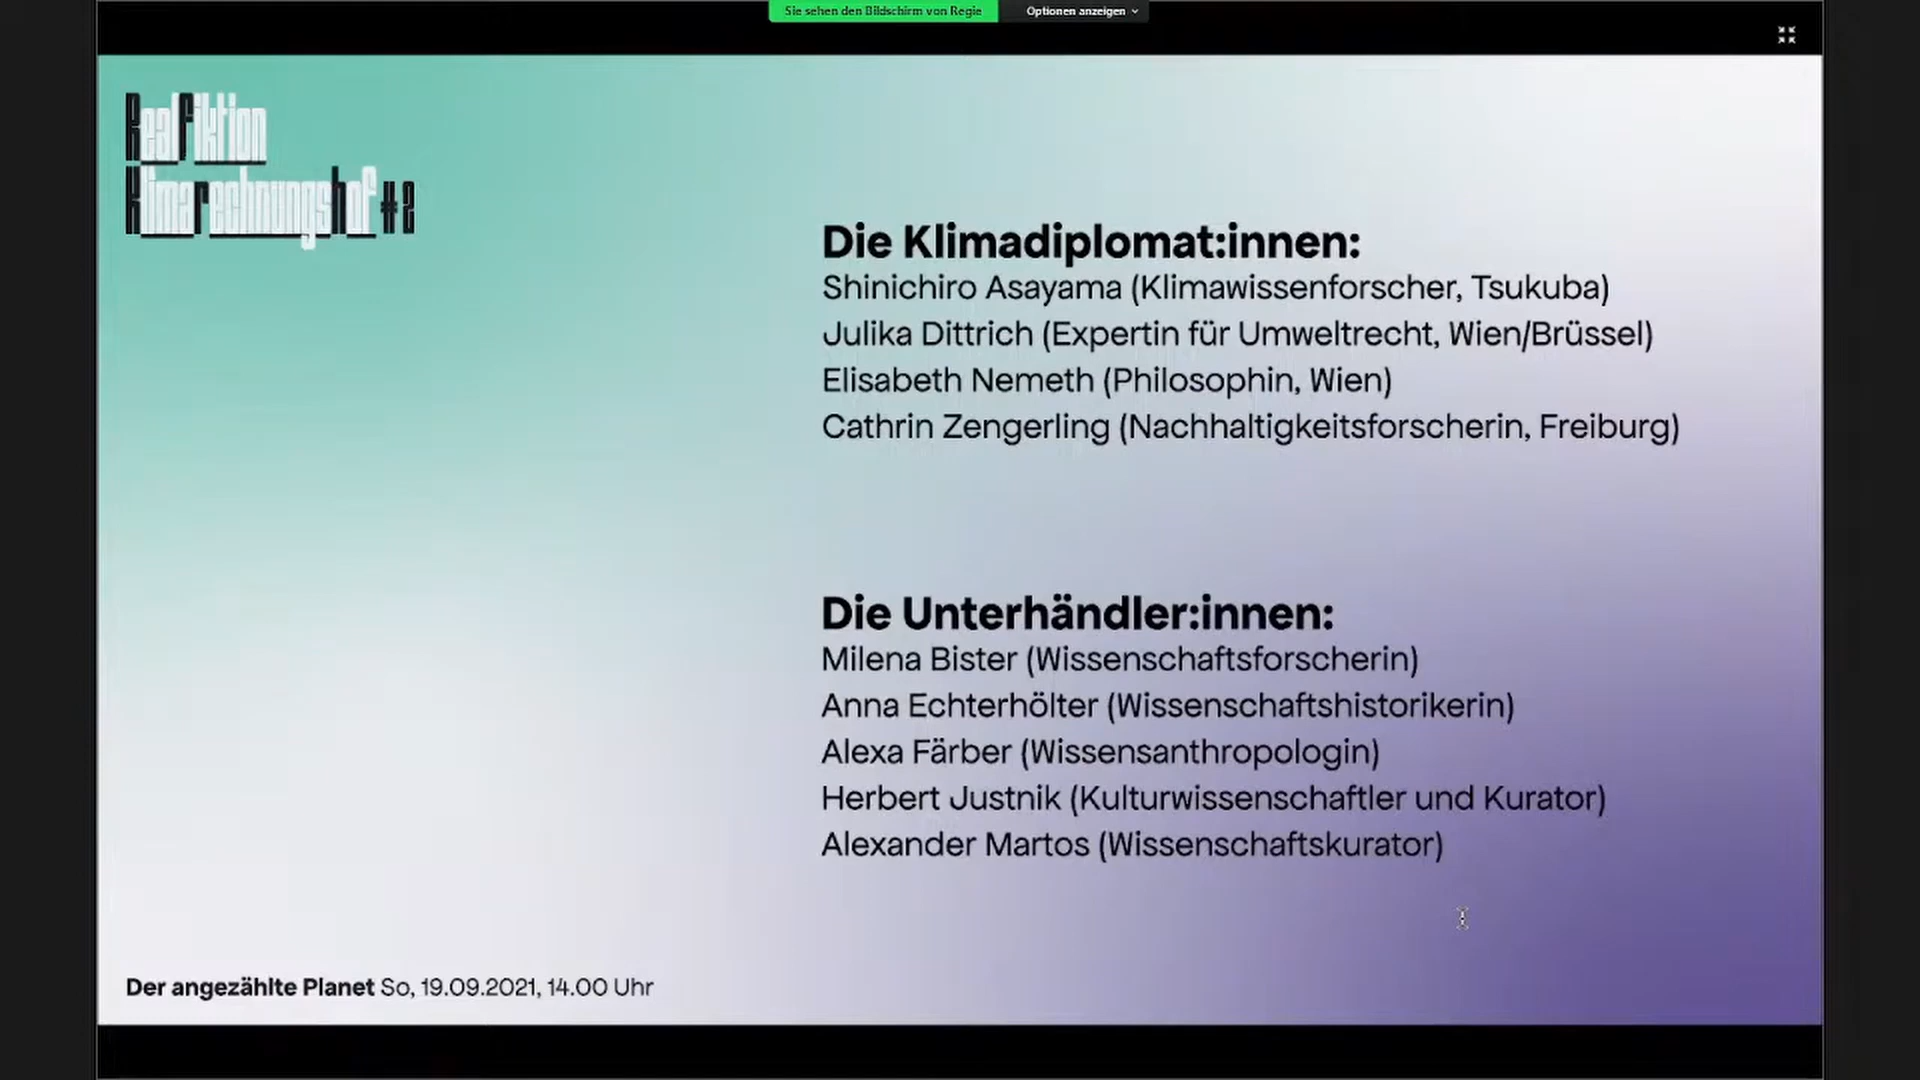 Sie sehen den Bildschirm von Regie
Optionen anzeigen
RealFiktion
Klimarechnungshof #2
Die Klimadiplomat:innen:
Shinichiro Asayama (Klimawissenforscher, Tsukuba)
Julika Dittrich (Expertin für Umweltrecht, Wien/Brüssel)
Elisabeth Nemeth (Philosophin, Wien)
Cathrin Zengerling (Nachhaltigkeitsforscherin, Freiburg)
Die Unterhändler:innen:
Milena Bister (Wissenschaftsforscherin)
Anna Echterhölter (Wissenschaftshistorikerin)
Alexa Färber (Wissensanthropologin)
Herbert Justnik (Kulturwissenschaftler und Kurator)
Alexander Martos (Wissenschaftskurator)
Der angezählte Planet So, 19.09.2021, 14.00 Uhr